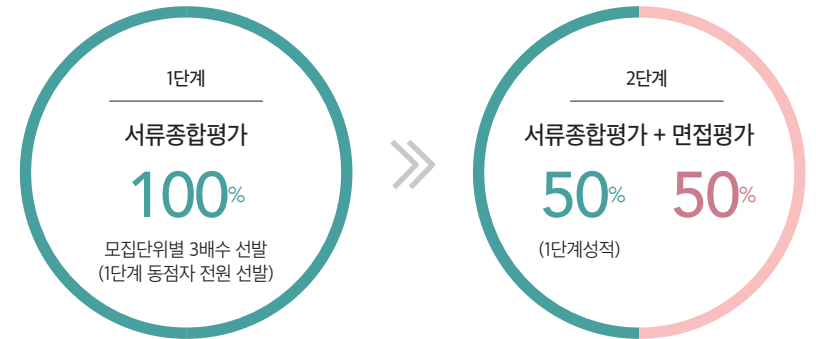 1단계
서류종합평가
100%
모집단위별 3배수 선발
(1단계 동점자 전원 선발)
2단계
서류종합평가 + 면접평가
50% 50%
(1단계성적)